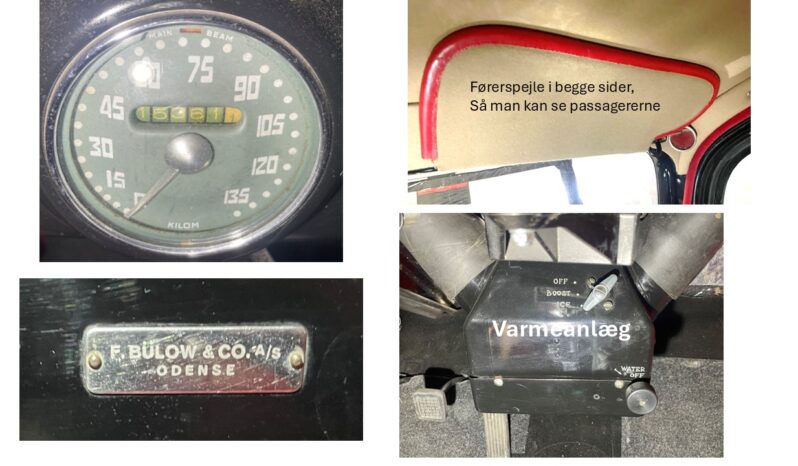 MAIN BEAM
15
30
45
60
75
90
105
120
135
KILOM
F. BÜLOW & CO. A/S
ODENSE
Førerspejle i begge sider,
Så man kan se passagererne
OFF
BOOST
ICE
Varmeanlæg
WATER
OFF